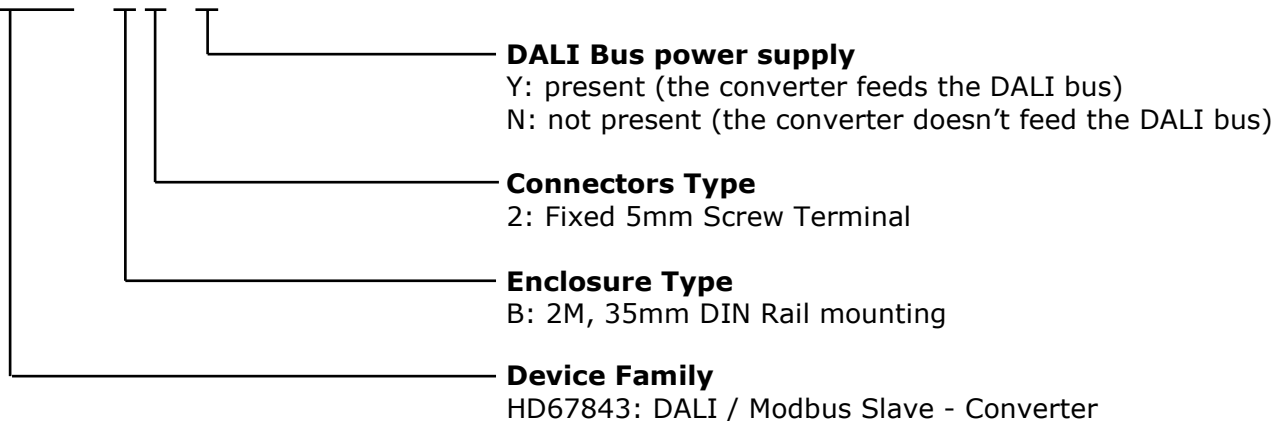 DALI Bus power supply
Y: present (the converter feeds the DALI bus)
N: not present (the converter doesn’t feed the DALI bus)
Connectors Type
2: Fixed 5mm Screw Terminal
Enclosure Type
B: 2M, 35mm DIN Rail mounting
Device Family
HD67843: DALI / Modbus Slave - Converter